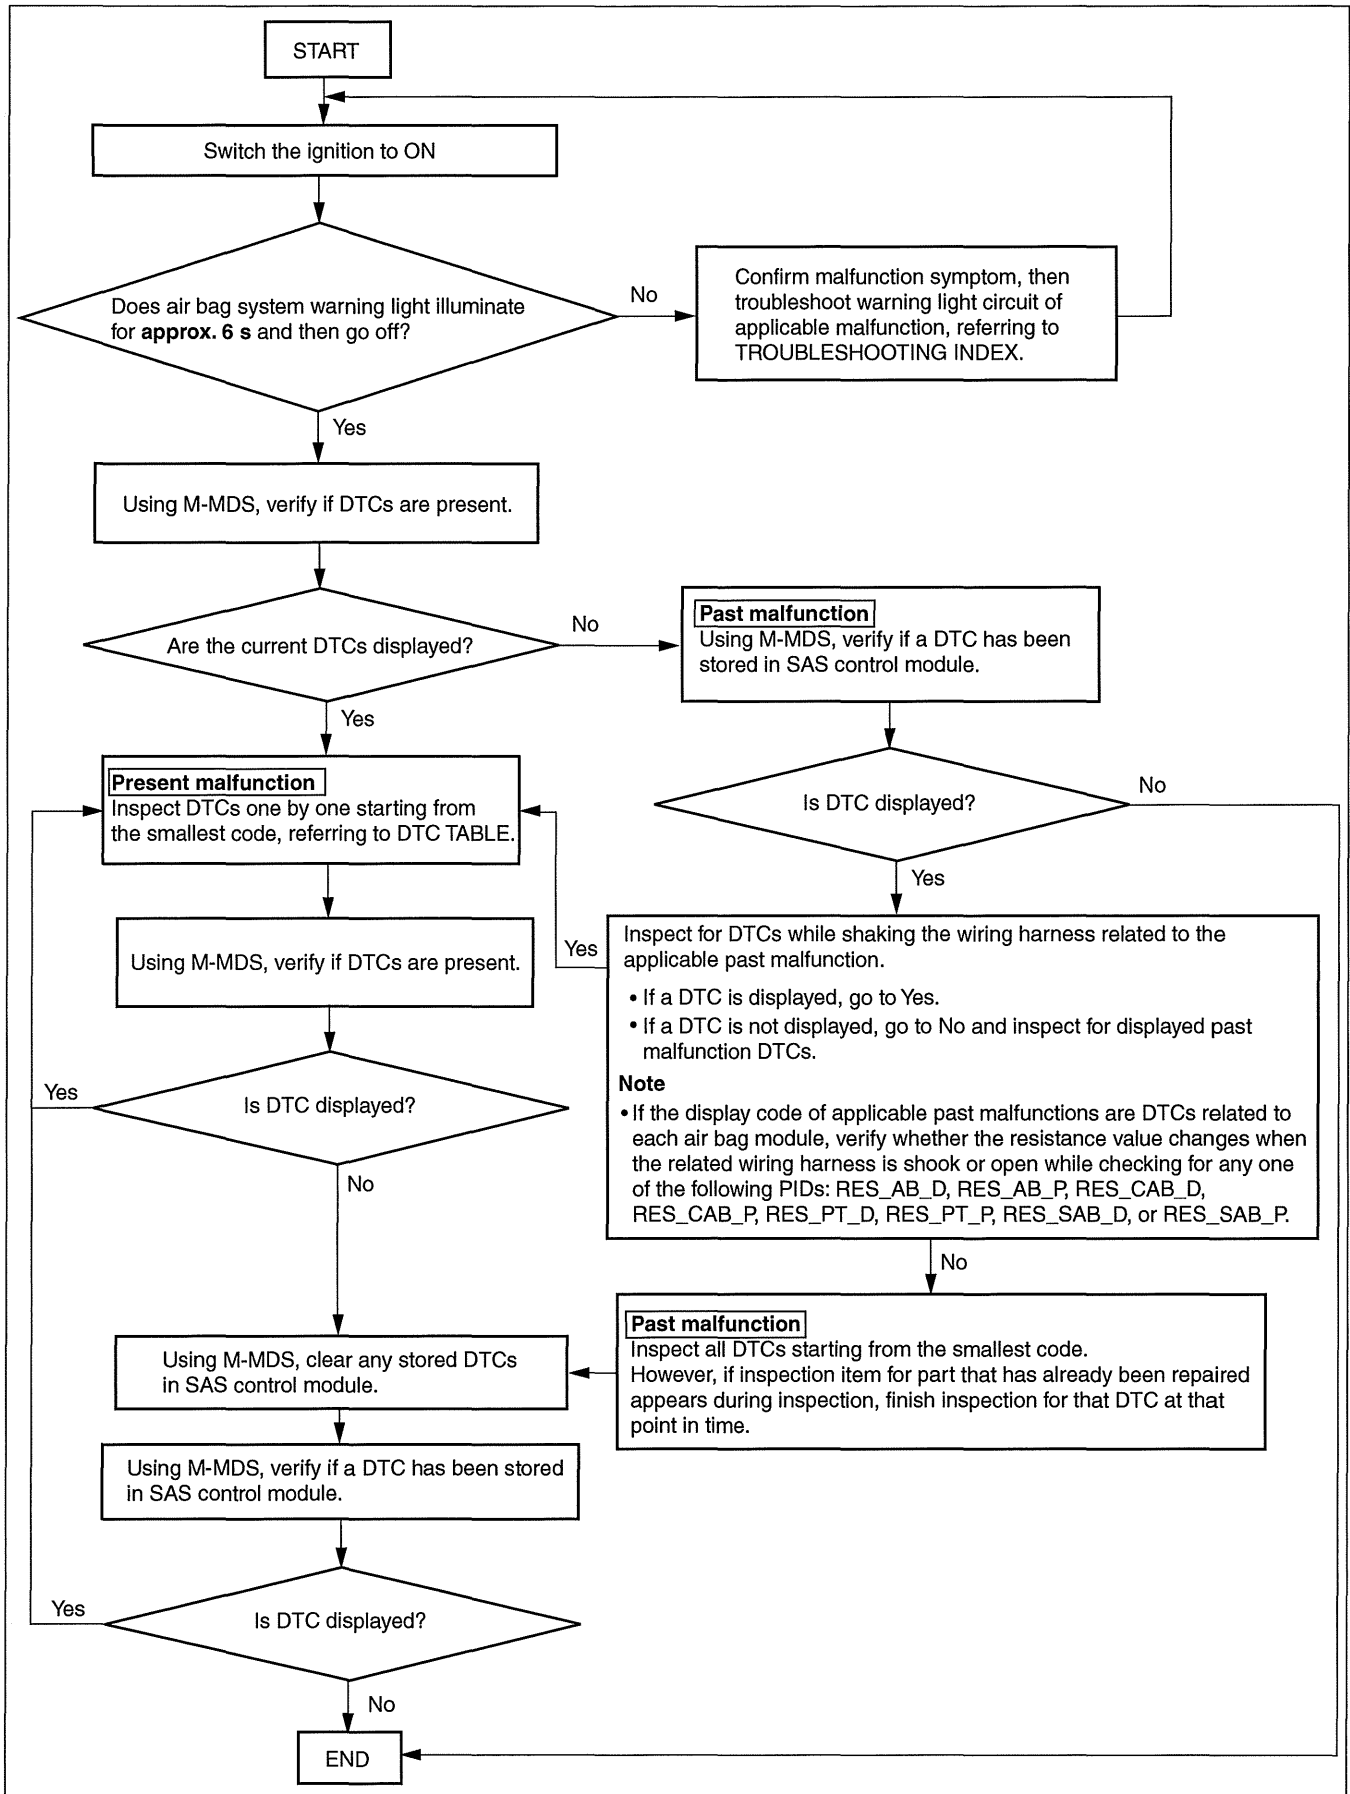 START
Switch the ignition to ON
Does air bag system warning light illuminate
for approx. 6 s and then go off?
No
Confirm malfunction symptom, then
troubleshoot warning light circuit of
applicable malfunction, referring to
TROUBLESHOOTING INDEX.
Yes
Using M-MDS, verify if DTCs are present.
Are the current DTCs displayed?
No
Past malfunction
Using M-MDS, verify if a DTC has been
stored in SAS control module.
Yes
Present malfunction
Inspect DTCs one by one starting from
the smallest code, referring to DTC TABLE.
Is DTC displayed?
No
Yes
Using M-MDS, verify if DTCs are present.
Yes
Inspect for DTCs while shaking the wiring harness related to the
applicable past malfunction.
• If a DTC is displayed, go to Yes.
• If a DTC is not displayed, go to No and inspect for displayed past
malfunction DTCs.
Note
• If the display code of applicable past malfunctions are DTCs related to
each air bag module, verify whether the resistance value changes when
the related wiring harness is shook or open while checking for any one
of the following PIDs: RES_AB_D, RES_AB_P, RES_CAB_D,
RES_CAB_P, RES_PT_D, RES_PT_P, RES_SAB_D, or RES_SAB_P.
Yes
Is DTC displayed?
No
No
Past malfunction
Inspect all DTCs starting from the smallest code.
However, if inspection item for part that has already been repaired
appears during inspection, finish inspection for that DTC at that
point in time.
Using M-MDS, clear any stored DTCs
in SAS control module.
Using M-MDS, verify if a DTC has been stored
in SAS control module.
Yes
Is DTC displayed?
No
END